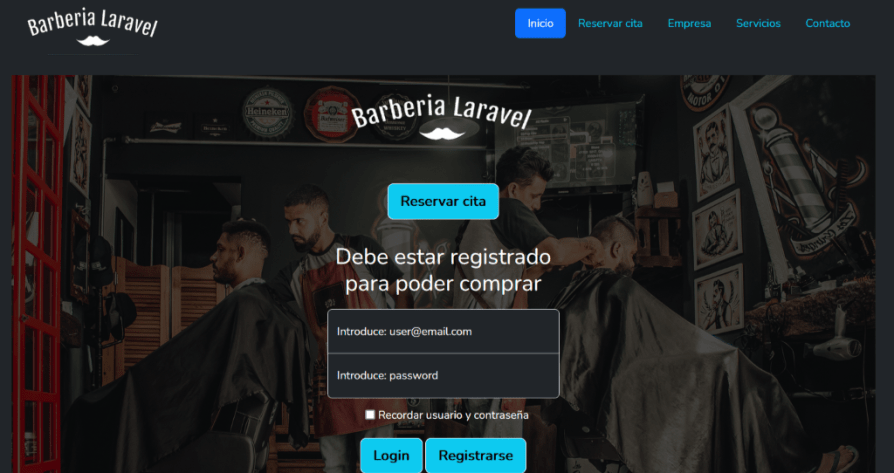 Barberia Laravel
Inicio Reservar cita Empresa Servicios Contacto
Heineken
Barberia Laravel
Reservar cita
Debe estar registrado
para poder comprar
Introduce: user@email.com
Introduce: password
Recordar usuario y contraseña
Login Registrarse